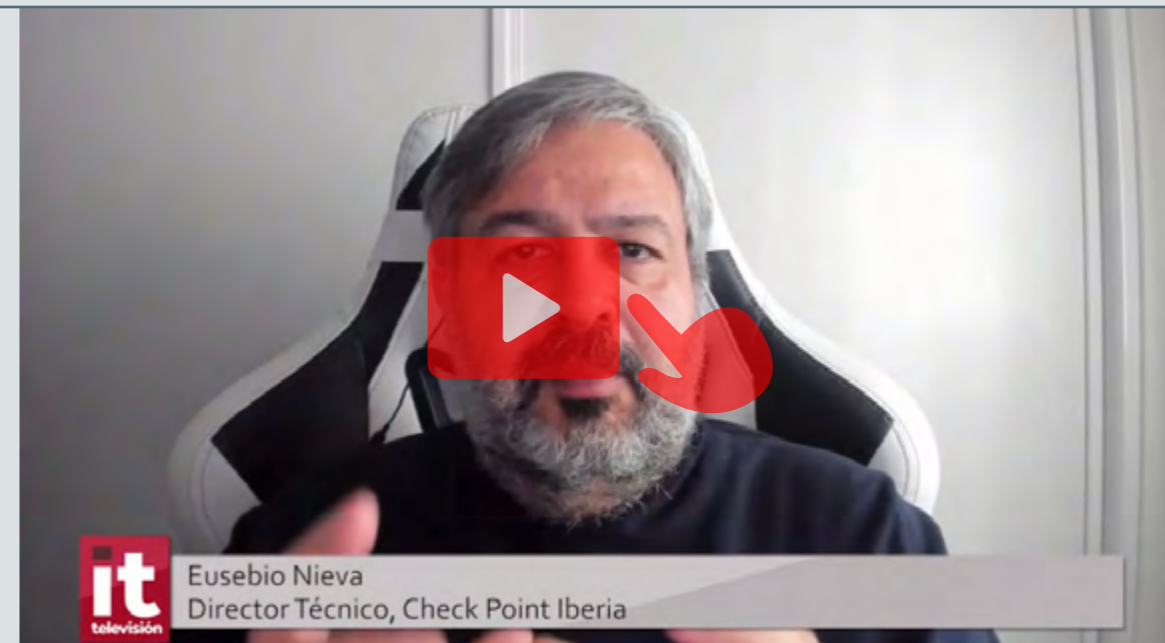 it
televisión
Eusebio Nieva
Director Técnico, Check Point Iberia